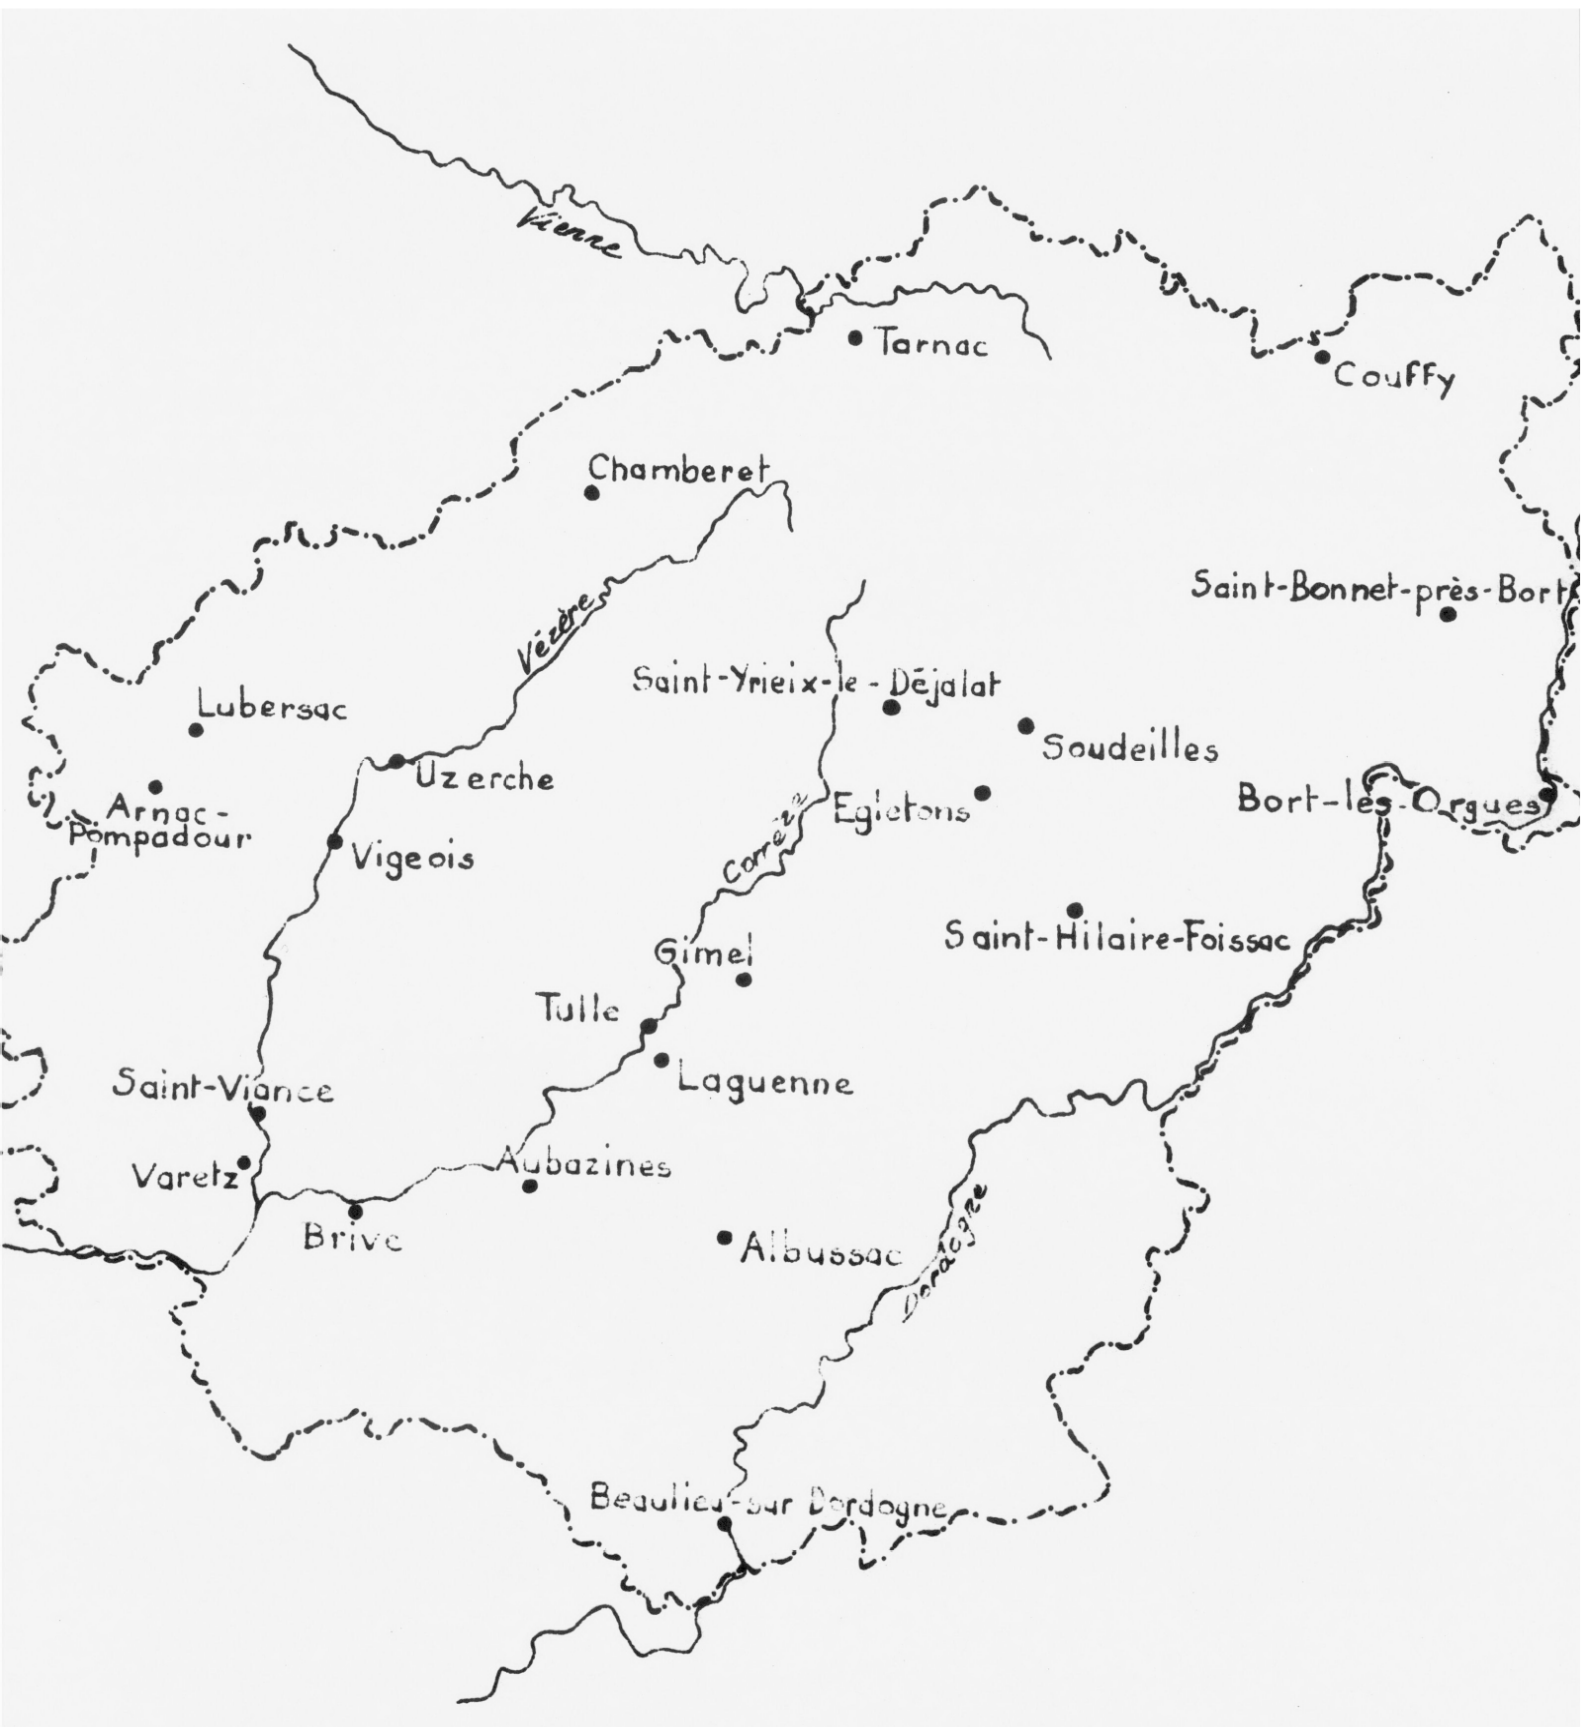 Vienne
Tarnac
Couffy
Chamberet
Saint-Bonnet-près-Bort
Vézère
Saint-Yrieix-le-Déjalat
Lubersac
Soudeilles
Uzerche
Bort-les-Orgues
Arnac-
Pompadour
Egletons
Corrèze
Vigeois
Saint-Hilaire-Foissac
Gimel
Tulle
Laguenne
Saint-Viance
Aubazines
Varetz
Brive
Albussac
Dordogne
Beaulieu-sur Dordogne